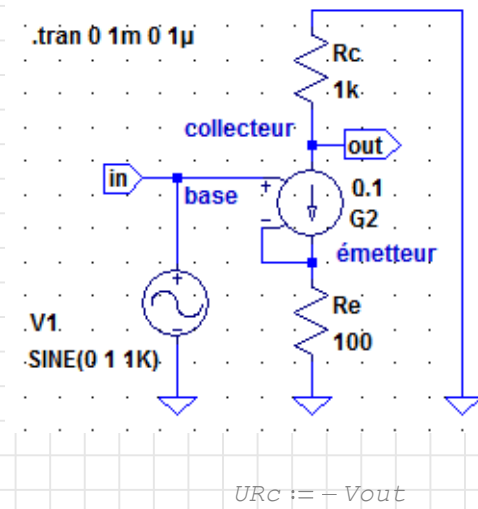 .tran 0 1m 0 1µ
Rc
1k
collecteur
out
in
+
base
0.1
-
G2
émetteur
+
V1
-
Re
SINE(0 1 1K)
100
URc := - Vout